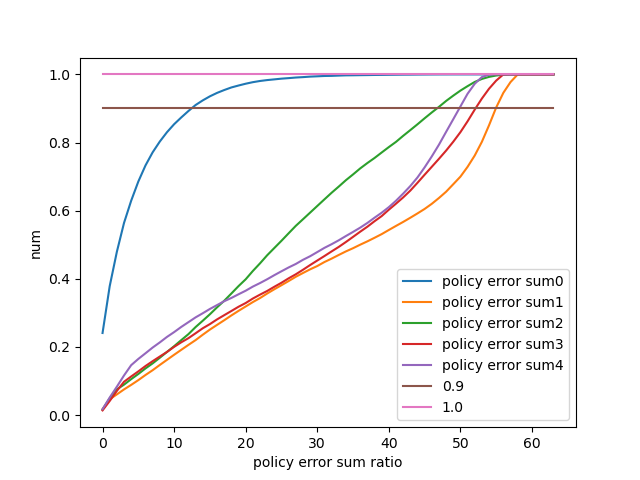 1.0
0.8
0.6
0.4
0.2
0.0
num
0 10 20 30 40 50 60
policy error sum ratio
policy error sum0
policy error sum1
policy error sum2
policy error sum3
policy error sum4
0.9
1.0